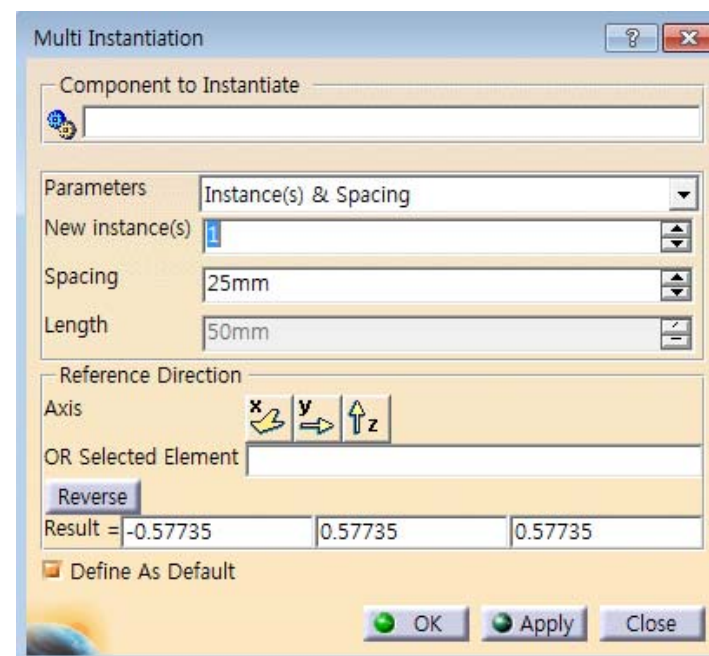 Multi Instantiation
Component to Instantiate
Parameters Instance(s) & Spacing
New instance(s) 1
Spacing 25mm
Length 50mm
Reference Direction
Axis x y z
OR Selected Element
Reverse
Result = -0.57735 0.57735 0.57735
Define As Default
OK Apply Close